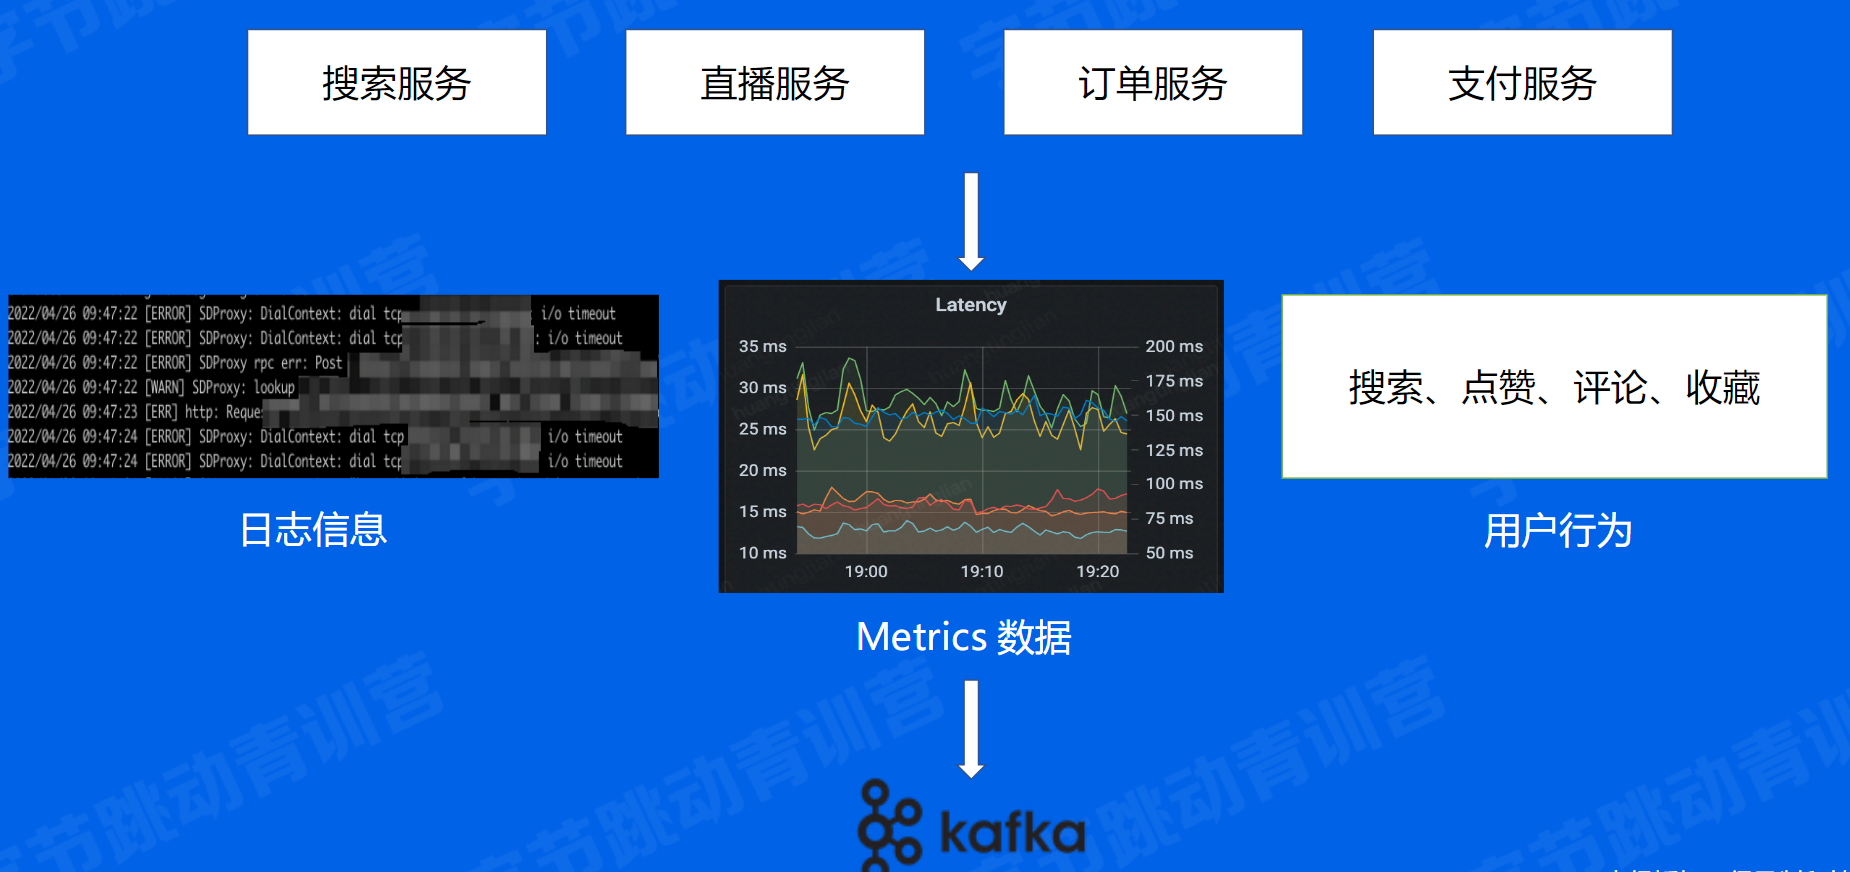 搜索服务
直播服务
订单服务
支付服务
2022/04/26 09:47:22 [ERROR] SDProxy: DialContext: dial tcp i/o timeout
2022/04/26 09:47:22 [ERROR] SDProxy: DialContext: dial tcp : i/o timeout
2022/04/26 09:47:22 [ERROR] SDProxy rpc err: Post
2022/04/26 09:47:22 [WARN] SDProxy: lookup
2022/04/26 09:47:23 [ERR] http: Reques
2022/04/26 09:47:24 [ERROR] SDProxy: DialContext: dial tcp i/o timeout
2022/04/26 09:47:24 [ERROR] SDProxy: DialContext: dial tcp i/o timeout
日志信息
Latency
35 ms
30 ms
25 ms
20 ms
15 ms
10 ms
200 ms
175 ms
150 ms
125 ms
100 ms
75 ms
50 ms
19:00 19:10 19:20
Metrics 数据
搜索、点赞、评论、收藏
用户行为
kafka
字节跳动青训营